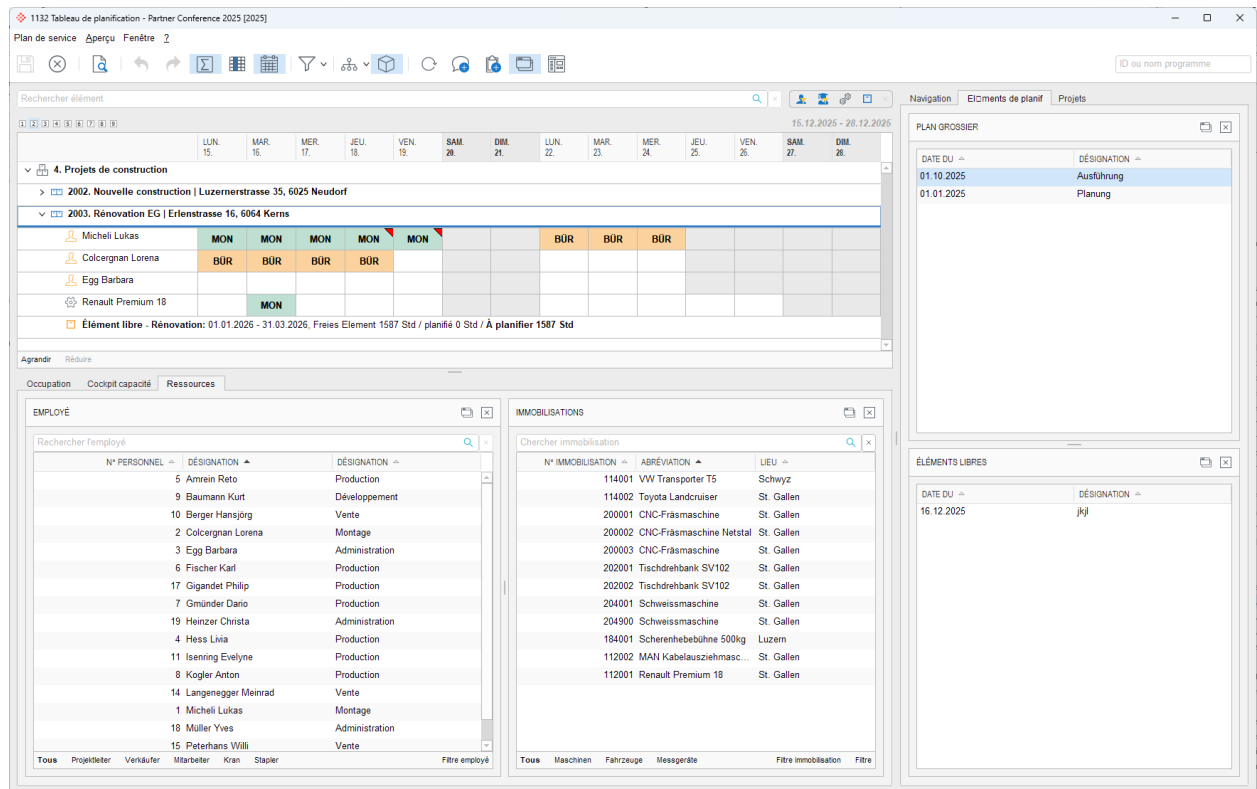 1132 Tableau de planification - Partner Conference 2025 [2025]
Plan de service Aperçu Fenêtre ?
ID ou nom programme
Rechercher élément
1 2 3 4 5 6 7 8 9
15.12.2025 - 28.12.2025
LUN. MAR. MER. JEU. VEN. SAM. DIM. LUN. MAR. MER. JEU. VEN. SAM. DIM.
15. 16. 17. 18. 19. 20. 21. 22. 23. 24. 25. 26. 27. 28.
4. Projets de construction
2002. Nouvelle construction | Luzernerstrasse 35, 6025 Neudorf
2003. Rénovation EG | Erlenstrasse 16, 6064 Kerns
Micheli Lukas MON MON MON MON MON BÜR BÜR BÜR
Colcergnan Lorena BÜR BÜR BÜR BÜR
Egg Barbara
Renault Premium 18 MON
Élément libre - Rénovation: 01.01.2026 - 31.03.2026, Freies Element 1587 Std / planifié 0 Std / À planifier 1587 Std
Agrandir Réduire
Occupation Cockpit capacité Ressources
EMPLOYÉ
Rechercher l'employé
N° PERSONNEL DÉSIGNATION DÉSIGNATION
5 Amrein Reto Production
9 Baumann Kurt Développement
10 Berger Hansjörg Vente
2 Colcergnan Lorena Montage
3 Egg Barbara Administration
6 Fischer Karl Production
17 Gigandet Philip Production
7 Gmünder Dario Production
19 Heinzer Christa Administration
4 Hess Livia Production
11 Isenring Evelyne Production
8 Kogler Anton Production
14 Langenegger Meinrad Vente
1 Micheli Lukas Montage
18 Müller Yves Administration
15 Peterhans Willi Vente
Tous Projektleiter Verkäufer Mitarbeiter Kran Stapler Filtre employé
IMMOBILISATIONS
Chercher immobilisation
N° IMMOBILISATION ABRÉVIATION LIEU
114001 VW Transporter T5 Schwyz
114002 Toyota Landcruiser St. Gallen
200001 CNC-Fräsmaschine St. Gallen
200002 CNC-Fräsmaschine Netstal St. Gallen
200003 CNC-Fräsmaschine St. Gallen
202001 Tischdrehbank SV102 St. Gallen
202002 Tischdrehbank SV102 St. Gallen
204001 Schweissmaschine St. Gallen
204900 Schweissmaschine St. Gallen
184001 Scherenhebebühne 500kg Luzern
112002 MAN Kabelausziehmasc... St. Gallen
112001 Renault Premium 18 St. Gallen
Tous Maschinen Fahrzeuge Messgeräte Filtre immobilisation Filtre
Navigation El□ments de planif Projets
PLAN GROSSIER
DATE DU DÉSIGNATION
01.10.2025 Ausführung
01.01.2025 Planung
ÉLÉMENTS LIBRES
DATE DU DÉSIGNATION
16.12.2025 jkjl